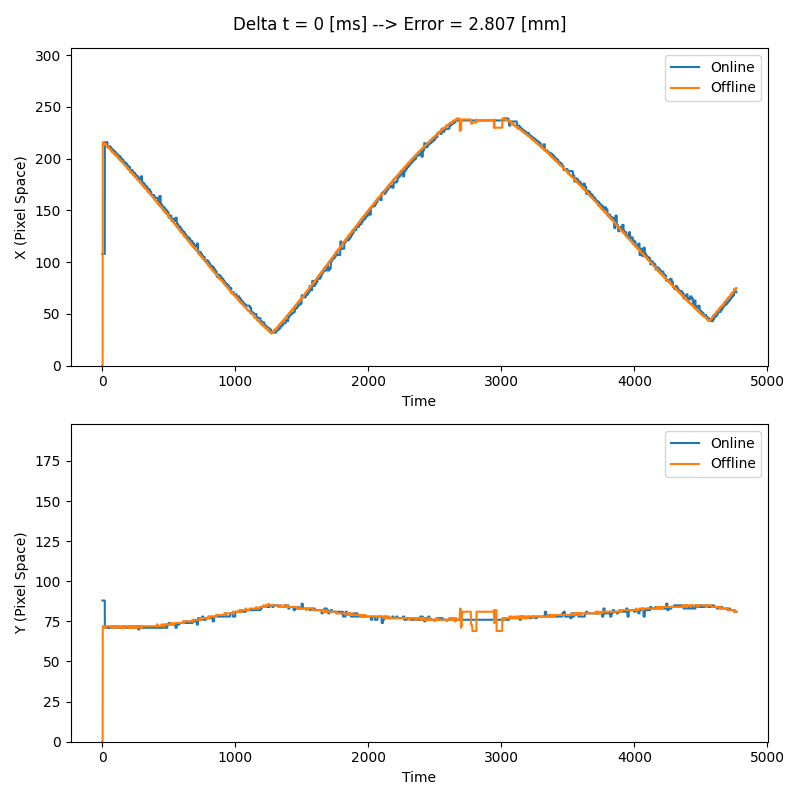 Delta t = 0 [ms] --> Error = 2.807 [mm]
300
250
200
150
100
50
0
X (Pixel Space)
Online
Offline
0 1000 2000 3000 4000 5000
Time
175
150
125
100
75
50
25
0
Y (Pixel Space)
Online
Offline
0 1000 2000 3000 4000 5000
Time